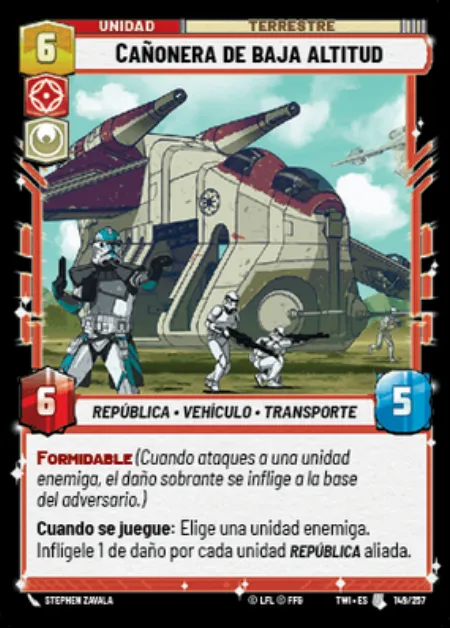 UNIDAD
TERRESTRE
6
CAÑONERA DE BAJA ALTITUD
6
REPÚBLICA • VEHÍCULO • TRANSPORTE
5
FORMIDABLE (Cuando ataques a una unidad
enemiga, el daño sobrante se inflige a la base
del adversario.)
Cuando se juegue: Elige una unidad enemiga.
Inflígele 1 de daño por cada unidad REPÚBLICA aliada.
STEPHEN ZAVALA
© LFL © FFG
TWI • ES
149/257